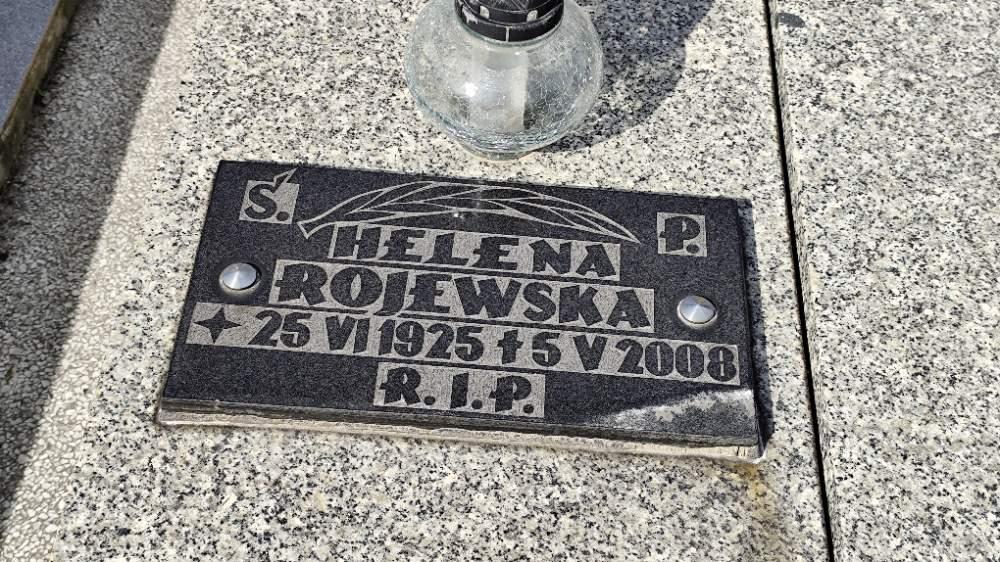 Ś. P.
HELENA
ROJEWSKA
25 VI 1925 † 5 V 2008
R.I.P.